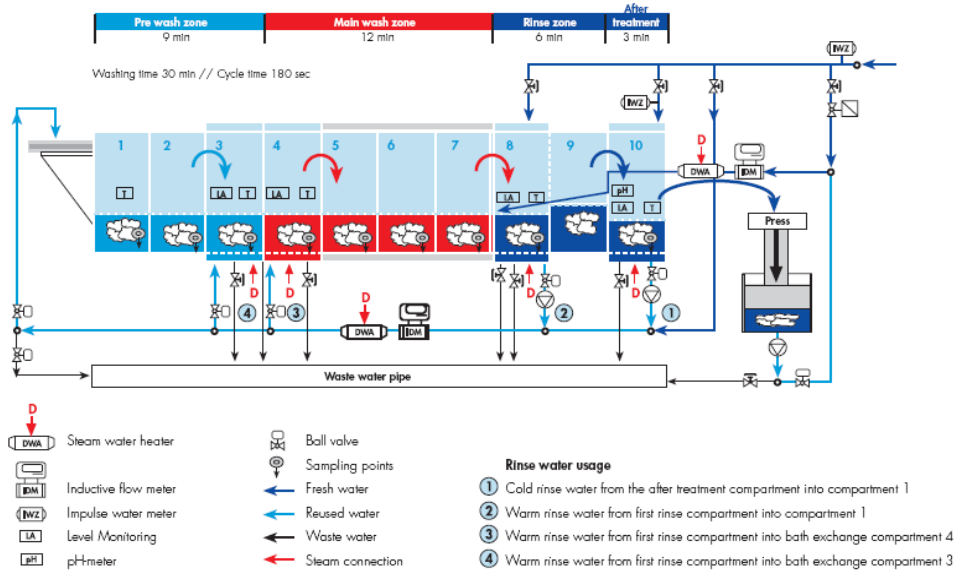 Pre wash zone
Main wash zone
Rinse zone
After
treatment
9 min
12 min
6 min
3 min
IWZ
Washing time 30 min // Cycle time 180 sec
IWZ
1 2 3 4 5 6 7 8 9 10
D
DWA
IDM
T
LA T
LA T
LA T
pH
LA T
Press
D D D D
4 3 2 1
D
DWA
IDM
Waste water pipe
D
DWA Steam water heater
IDM Inductive flow meter
IWZ Impulse water meter
LA Level Monitoring
pH pH-meter
Ball valve
Sampling points
Fresh water
Reused water
Waste water
Steam connection
Rinse water usage
1 Cold rinse water from the after treatment compartment into compartment 1
2 Warm rinse water from first rinse compartment into compartment 1
3 Warm rinse water from first rinse compartment into bath exchange compartment 4
4 Warm rinse water from first rinse compartment into bath exchange compartment 3